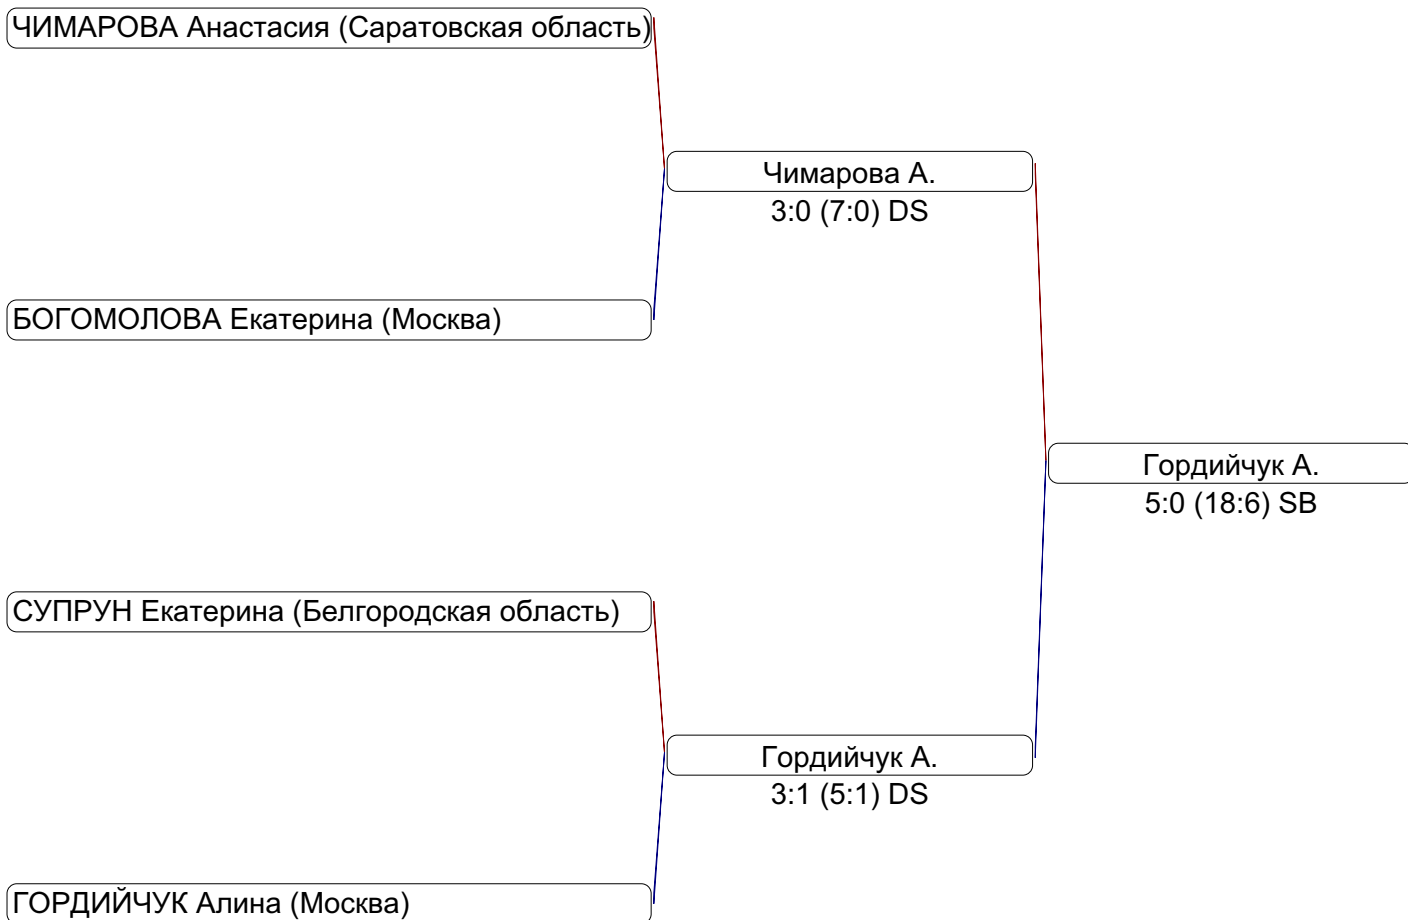 ЧИМАРОВА Анастасия (Саратовская область)
Чимарова А.
3:0 (7:0) DS
БОГОМОЛОВА Екатерина (Москва)
Гордийчук А.
5:0 (18:6) SB
СУПРУН Екатерина (Белгородская область)
Гордийчук А.
3:1 (5:1) DS
ГОРДИЙЧУК Алина (Москва)